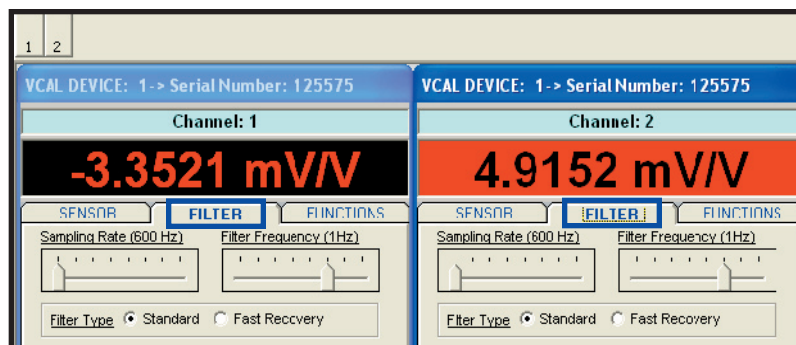 1 2
VCAL DEVICE: 1-> Serial Number: 125575
Channel: 1
-3.3521 mV/V
SENSOR FILTER FUNCTIONS
Sampling Rate (600 Hz) Filter Frequency (1Hz)
Filter Type Standard Fast Recovery
VCAL DEVICE: 1-> Serial Number: 125575
Channel: 2
4.9152 mV/V
SENSOR FILTER FUNCTIONS
Sampling Rate (600 Hz) Filter Frequency (1Hz)
Flter Type Standard Fast Recovery